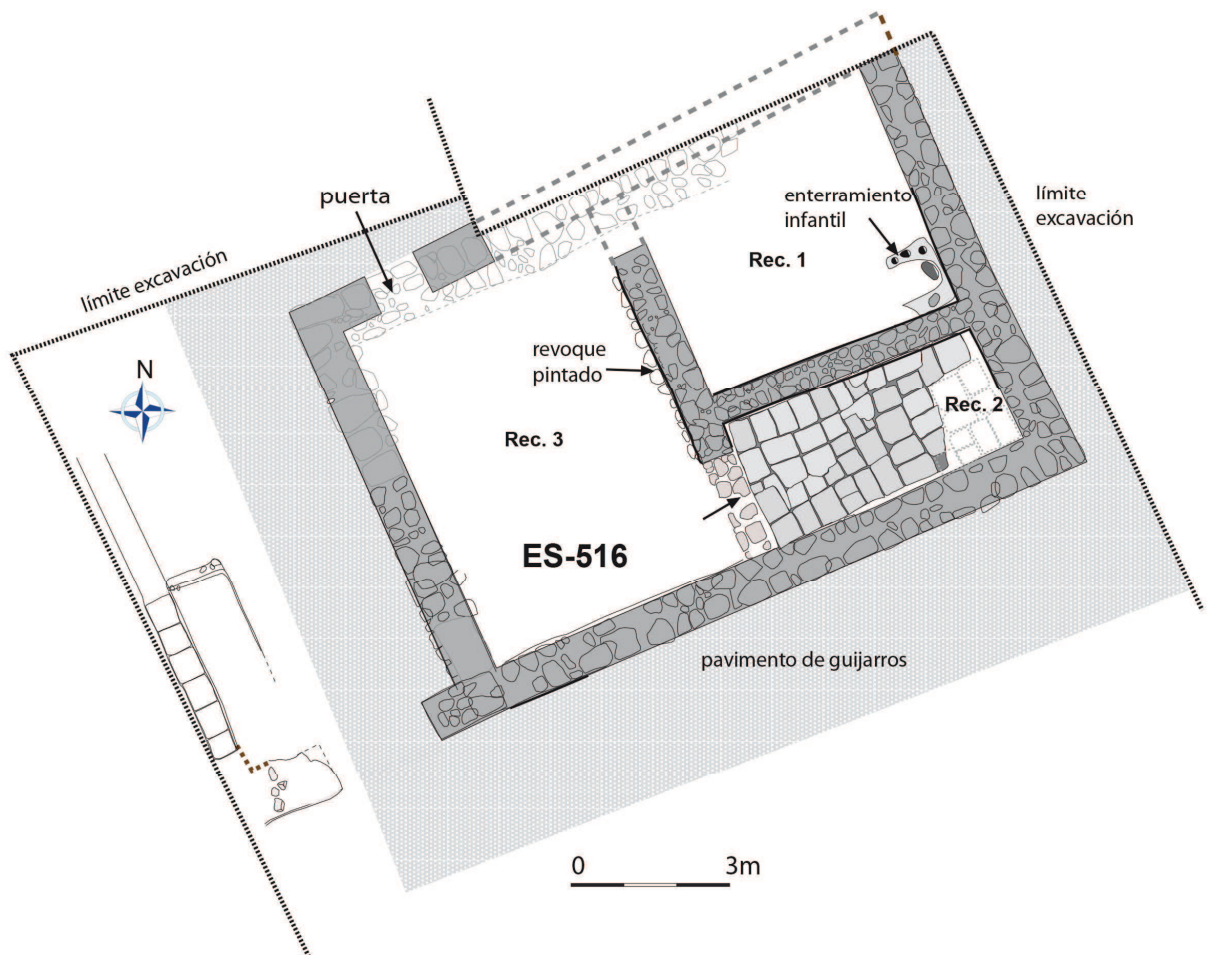 puerta
enterramiento
infantil
límite
excavación
Rec. 1
límite excavación
N
revoque
pintado
Rec. 2
Rec. 3
ES-516
pavimento de guijarros
0 3m